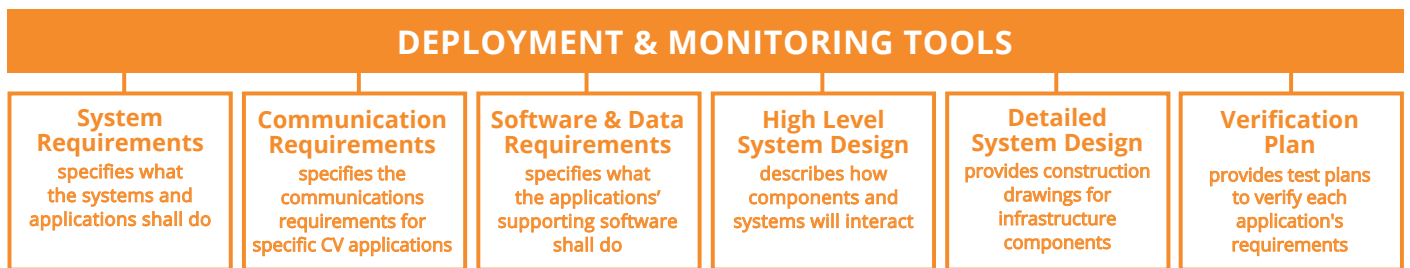 DEPLOYMENT & MONITORING TOOLS
System
Requirements
specifies what
the systems and
applications shall do
Communication
Requirements
specifies the
communications
requirements for
specific CV applications
Software & Data
Requirements
specifies what
the applications’
supporting software
shall do
High Level
System Design
describes how
components and
systems will interact
Detailed
System Design
provides construction
drawings for
infrastructure
components
Verification
Plan
provides test plans
to verify each
application's
requirements